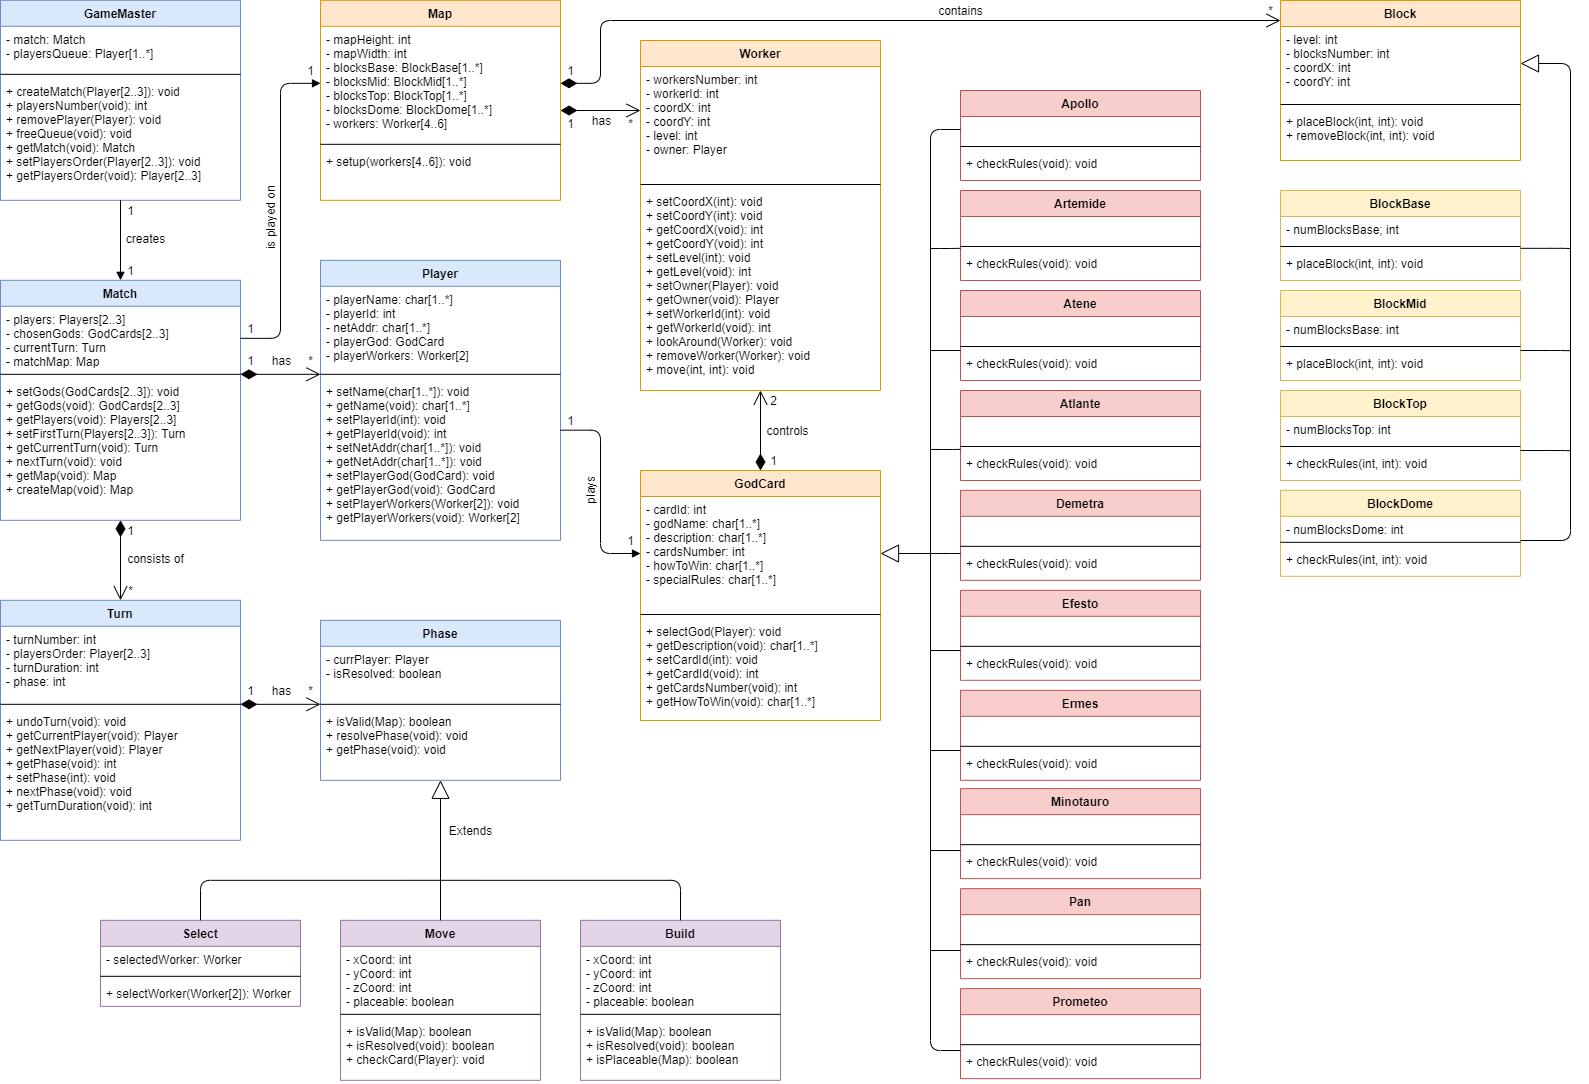 GameMaster
- match: Match
- playersQueue: Player[1..*]
+ createMatch(Player[2..3]): void
+ playersNumber(void): int
+ removePlayer(Player): void
+ freeQueue(void): void
+ getMatch(void): Match
+ setPlayersOrder(Player[2..3]): void
+ getPlayersOrder(void): Player[2..3]
1
creates
1
Match
- players: Players[2..3]
- chosenGods: GodCards[2..3]
- currentTurn: Turn
- matchMap: Map
+ setGods(GodCards[2..3]): void
+ getGods(void): GodCards[2..3]
+ getPlayers(void): Players[2..3]
+ setFirstTurn(Players[2..3]): Turn
+ getCurrentTurn(void): Turn
+ nextTurn(void): void
+ getMap(void): Map
+ createMap(void): Map
1
is played on
1
1 has *
1
consists of
*
Turn
- turnNumber: int
- playersOrder: Player[2..3]
- turnDuration: int
- phase: int
+ undoTurn(void): void
+ getCurrentPlayer(void): Player
+ getNextPlayer(void): Player
+ getPhase(void): int
+ setPhase(int): void
+ nextPhase(void): void
+ getTurnDuration(void): int
1 has *
Map
- mapHeight: int
- mapWidth: int
- blocksBase: BlockBase[1..*]
- blocksMid: BlockMid[1..*]
- blocksTop: BlockTop[1..*]
- blocksDome: BlockDome[1..*]
- workers: Worker[4..6]
+ setup(workers[4..6]): void
1
contains
*
1
has
*
Player
- playerName: char[1..*]
- playerId: int
- netAddr: char[1..*]
- playerGod: GodCard
- playerWorkers: Worker[2]
+ setName(char[1..*]): void
+ getName(void): char[1..*]
+ setPlayerId(int): void
+ getPlayerId(void): int
+ setNetAddr(char[1..*]): void
+ getNetAddr(char[1..*]): void
+ setPlayerGod(GodCard): void
+ getPlayerGod(void): GodCard
+ setPlayerWorkers(Worker[2]): void
+ getPlayerWorkers(void): Worker[2]
1
plays
1
Phase
- currPlayer: Player
- isResolved: boolean
+ isValid(Map): boolean
+ resolvePhase(void): void
+ getPhase(void): void
Extends
Select
- selectedWorker: Worker
+ selectWorker(Worker[2]): Worker
Move
- xCoord: int
- yCoord: int
- zCoord: int
- placeable: boolean
+ isValid(Map): boolean
+ isResolved(void): boolean
+ checkCard(Player): void
Build
- xCoord: int
- yCoord: int
- zCoord: int
- placeable: boolean
+ isValid(Map): boolean
+ isResolved(void): boolean
+ isPlaceable(Map): boolean
Worker
- workersNumber: int
- workerId: int
- coordX: int
- coordY: int
- level: int
- owner: Player
+ setCoordX(int): void
+ setCoordY(int): void
+ getCoordX(void): int
+ getCoordY(void): int
+ setLevel(int): void
+ getLevel(void): int
+ setOwner(Player): void
+ getOwner(void): Player
+ setWorkerId(int): void
+ getWorkerId(void): int
+ lookAround(Worker): void
+ removeWorker(Worker): void
+ move(int, int): void
2
controls
1
GodCard
- cardId: int
- godName: char[1..*]
- description: char[1..*]
- cardsNumber: int
- howToWin: char[1..*]
- specialRules: char[1..*]
+ selectGod(Player): void
+ getDescription(void): char[1..*]
+ setCardId(int): void
+ getCardId(void): int
+ getCardsNumber(void): int
+ getHowToWin(void): char[1..*]
Apollo
+ checkRules(void): void
Artemide
+ checkRules(void): void
Atene
+ checkRules(void): void
Atlante
+ checkRules(void): void
Demetra
+ checkRules(void): void
Efesto
+ checkRules(void): void
Ermes
+ checkRules(void): void
Minotauro
+ checkRules(void): void
Pan
+ checkRules(void): void
Prometeo
+ checkRules(void): void
Block
- level: int
- blocksNumber: int
- coordX: int
- coordY: int
+ placeBlock(int, int): void
+ removeBlock(int, int): void
BlockBase
- numBlocksBase; int
+ placeBlock(int, int): void
BlockMid
- numBlocksBase: int
+ placeBlock(int, int): void
BlockTop
- numBlocksTop: int
+ checkRules(int, int): void
BlockDome
- numBlocksDome: int
+ checkRules(int, int): void